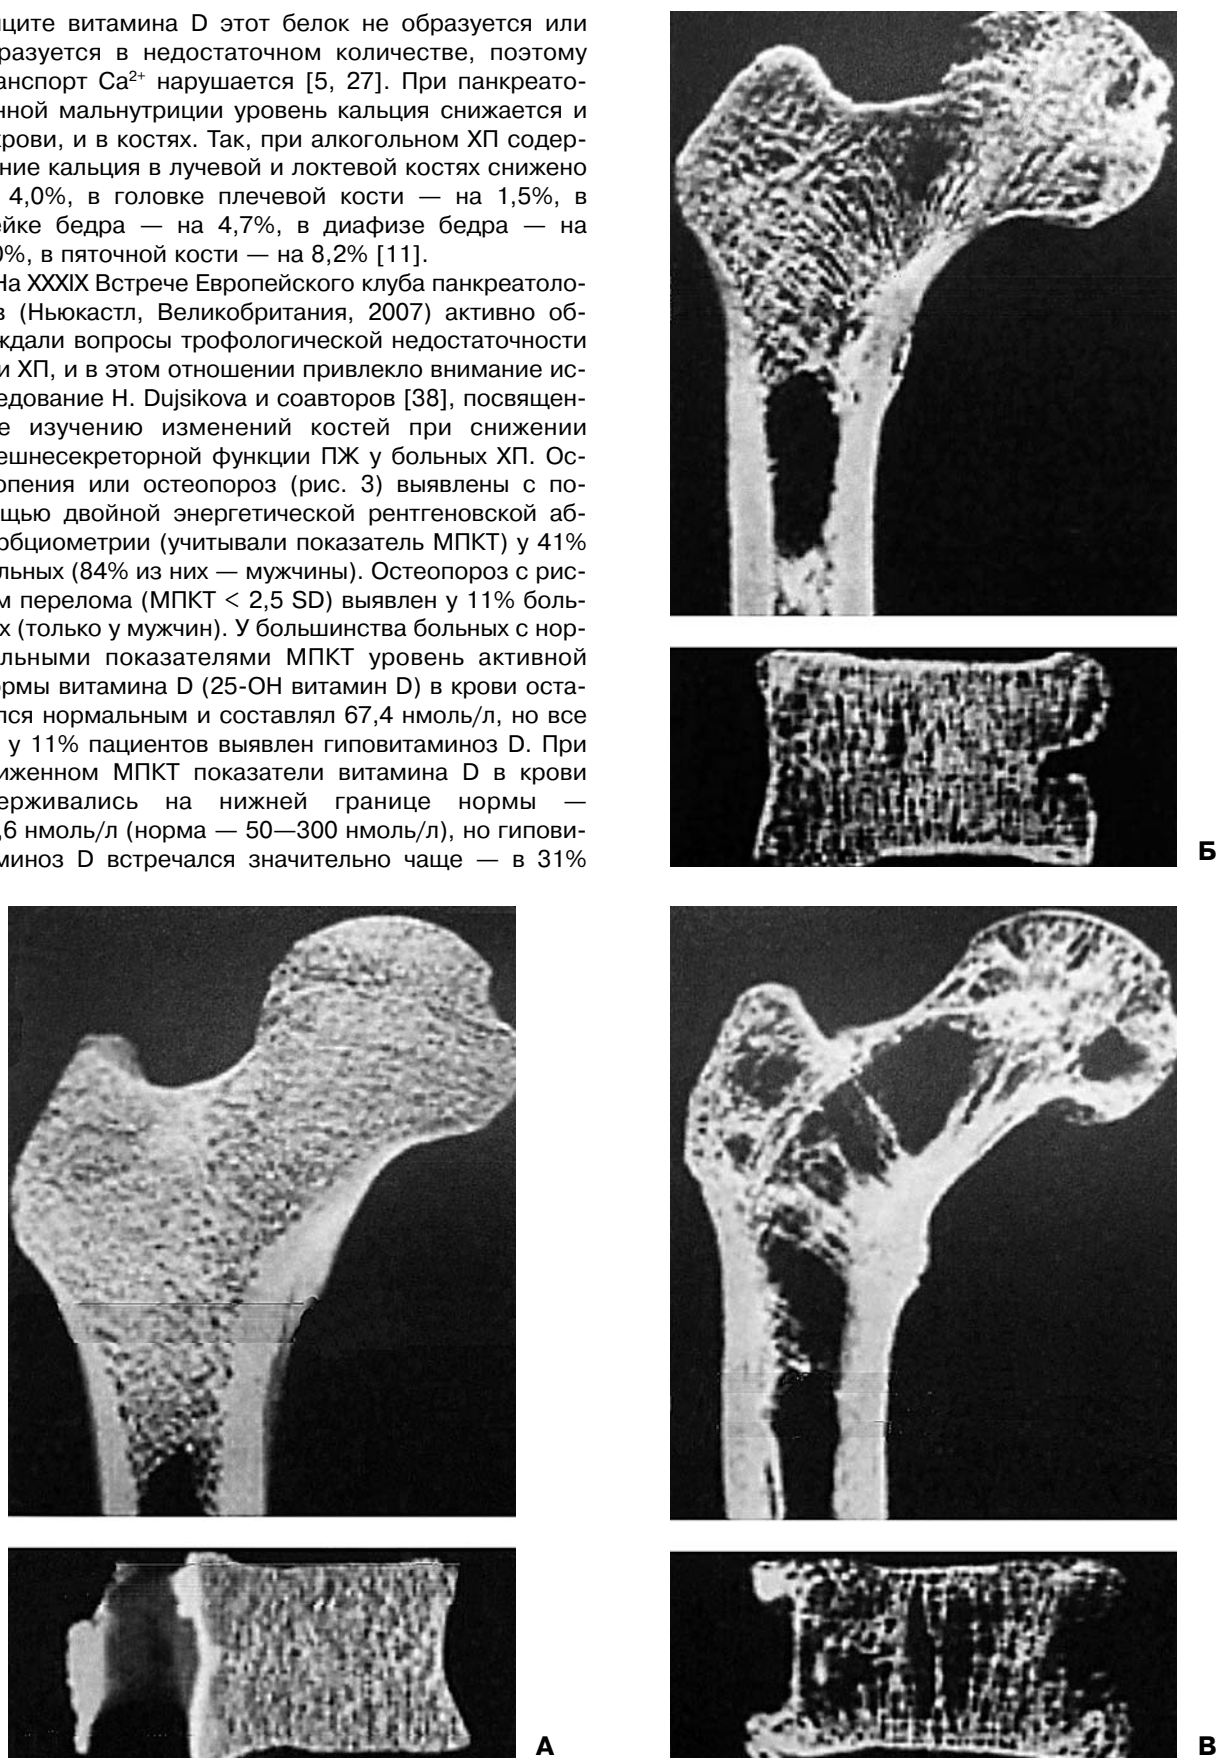 ците витамина D этот белок не образуется или
разуется в недостаточном количестве, поэтому
анспорт Ca²⁺ нарушается [5, 27]. При панкреато-
нной мальнутриции уровень кальция снижается и
крови, и в костях. Так, при алкогольном ХП содер-
ние кальция в лучевой и локтевой костях снижено
4,0%, в головке плечевой кости — на 1,5%, в
йке бедра — на 4,7%, в диафизе бедра — на
0%, в пяточной кости — на 8,2% [11].
На XXXIX Встрече Европейского клуба панкреатоло-
в (Ньюкастл, Великобритания, 2007) активно об-
ждали вопросы трофологической недостаточности
и ХП, и в этом отношении привлекло внимание ис-
едование H. Dujsikova и соавторов [38], посвящен-
е изучению изменений костей при снижении
ешнесекреторной функции ПЖ у больных ХП. Ос-
опения или остеопороз (рис. 3) выявлены с по-
щью двойной энергетической рентгеновской аб-
рбциометрии (учитывали показатель МПКТ) у 41%
льных (84% из них — мужчины). Остеопороз с рис-
м перелома (МПКТ < 2,5 SD) выявлен у 11% боль-
х (только у мужчин). У большинства больных с нор-
льными показателями МПКТ уровень активной
рмы витамина D (25-ОН витамин D) в крови оста-
лся нормальным и составлял 67,4 нмоль/л, но все
у 11% пациентов выявлен гиповитаминоз D. При
иженном МПКТ показатели витамина D в крови
ерживались на нижней границе нормы —
,6 нмоль/л (норма — 50—300 нмоль/л), но гипови-
миноз D встречался значительно чаще — в 31%
Б
А
В